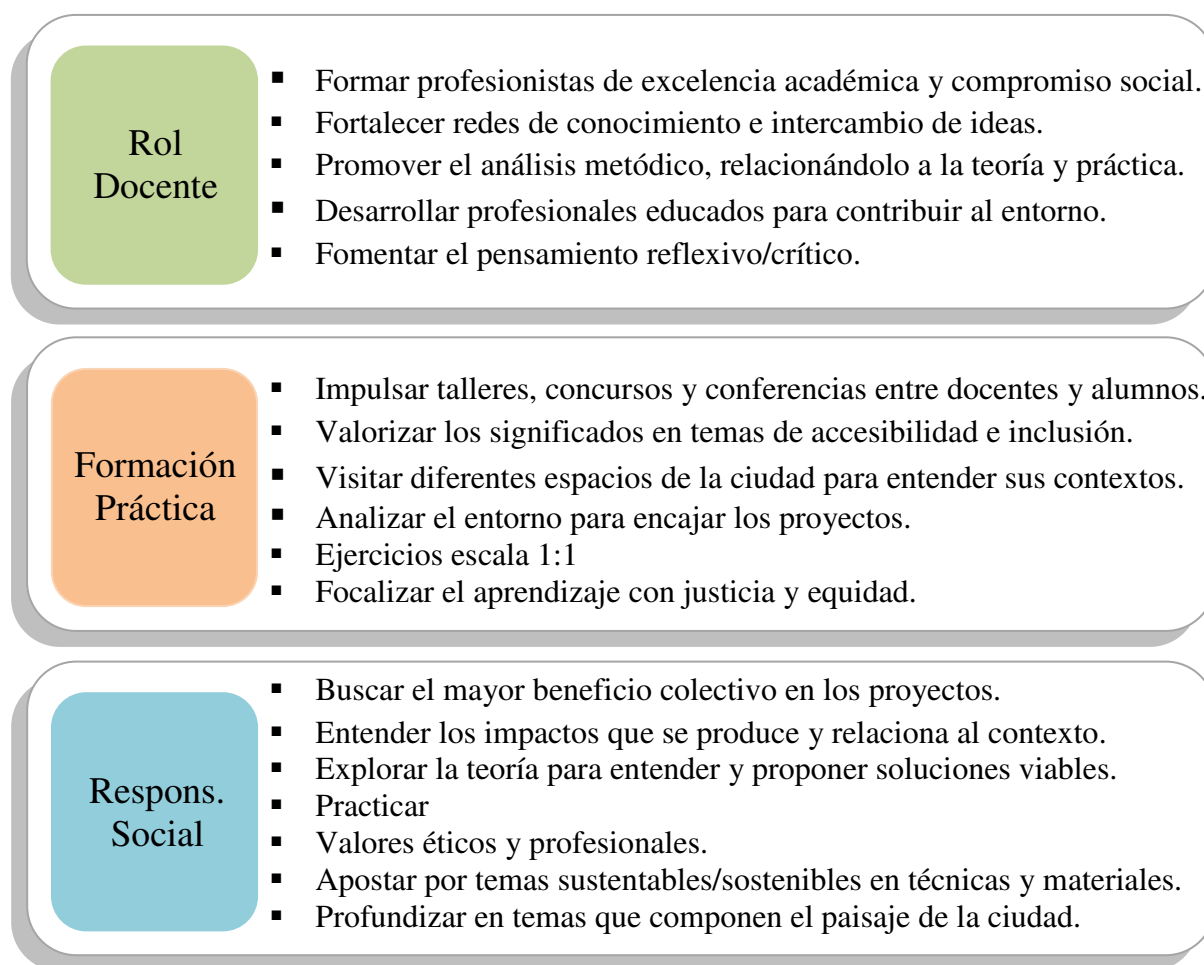 Rol
Docente
▪ Formar profesionistas de excelencia académica y compromiso social.
▪ Fortalecer redes de conocimiento e intercambio de ideas.
▪ Promover el análisis metódico, relacionándolo a la teoría y práctica.
▪ Desarrollar profesionales educados para contribuir al entorno.
▪ Fomentar el pensamiento reflexivo/crítico.
Formación
Práctica
▪ Impulsar talleres, concursos y conferencias entre docentes y alumnos.
▪ Valorizar los significados en temas de accesibilidad e inclusión.
▪ Visitar diferentes espacios de la ciudad para entender sus contextos.
▪ Analizar el entorno para encajar los proyectos.
▪ Ejercicios escala 1:1
▪ Focalizar el aprendizaje con justicia y equidad.
Respons.
Social
▪ Buscar el mayor beneficio colectivo en los proyectos.
▪ Entender los impactos que se produce y relaciona al contexto.
▪ Explorar la teoría para entender y proponer soluciones viables.
▪ Practicar
▪ Valores éticos y profesionales.
▪ Apostar por temas sustentables/sostenibles en técnicas y materiales.
▪ Profundizar en temas que componen el paisaje de la ciudad.